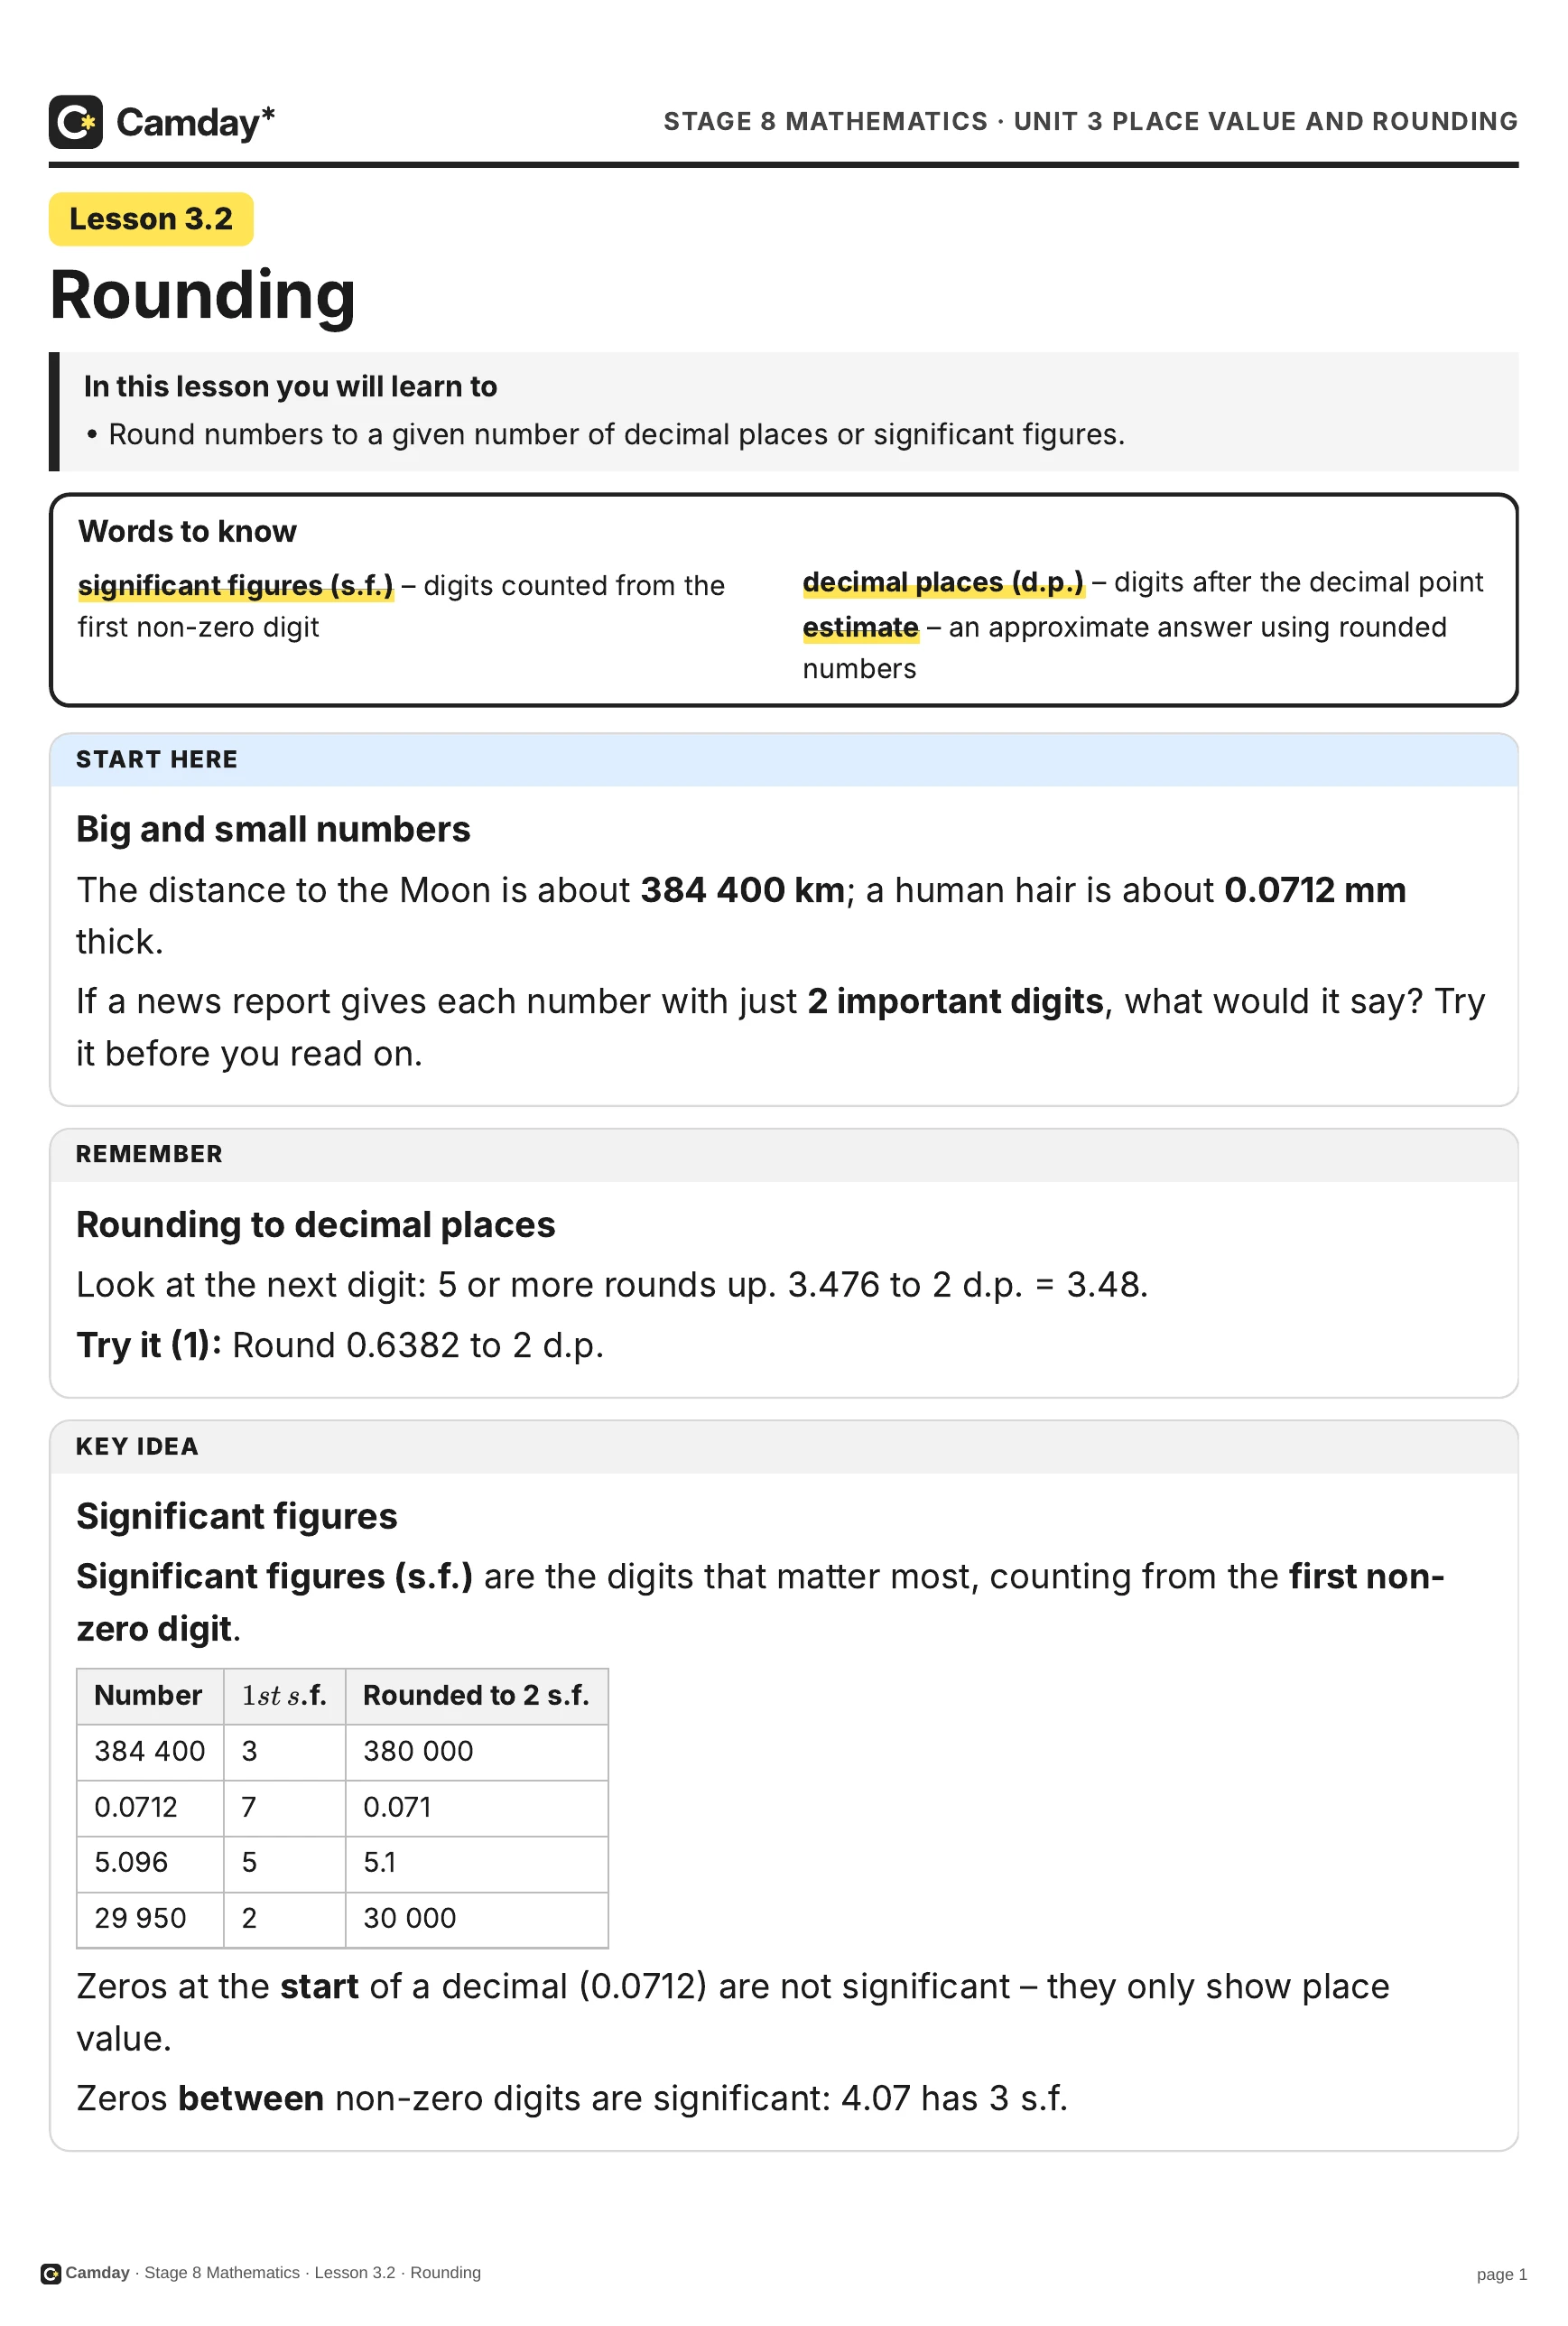 Camday*
STAGE 8 MATHEMATICS · UNIT 3 PLACE VALUE AND ROUNDING
Lesson 3.2
Rounding
In this lesson you will learn to
• Round numbers to a given number of decimal places or significant figures.
Words to know
significant figures (s.f.) – digits counted from the
first non-zero digit
decimal places (d.p.) – digits after the decimal point
estimate – an approximate answer using rounded
numbers
START HERE
Big and small numbers
The distance to the Moon is about 384 400 km; a human hair is about 0.0712 mm
thick.
If a news report gives each number with just 2 important digits, what would it say? Try
it before you read on.
REMEMBER
Rounding to decimal places
Look at the next digit: 5 or more rounds up. 3.476 to 2 d.p. = 3.48.
Try it (1): Round 0.6382 to 2 d.p.
KEY IDEA
Significant figures
Significant figures (s.f.) are the digits that matter most, counting from the first non-
zero digit.
Number 1st s.f. Rounded to 2 s.f.
384 400 3 380 000
0.0712 7 0.071
5.096 5 5.1
29 950 2 30 000
Zeros at the start of a decimal (0.0712) are not significant – they only show place
value.
Zeros between non-zero digits are significant: 4.07 has 3 s.f.
Camday · Stage 8 Mathematics · Lesson 3.2 · Rounding
page 1